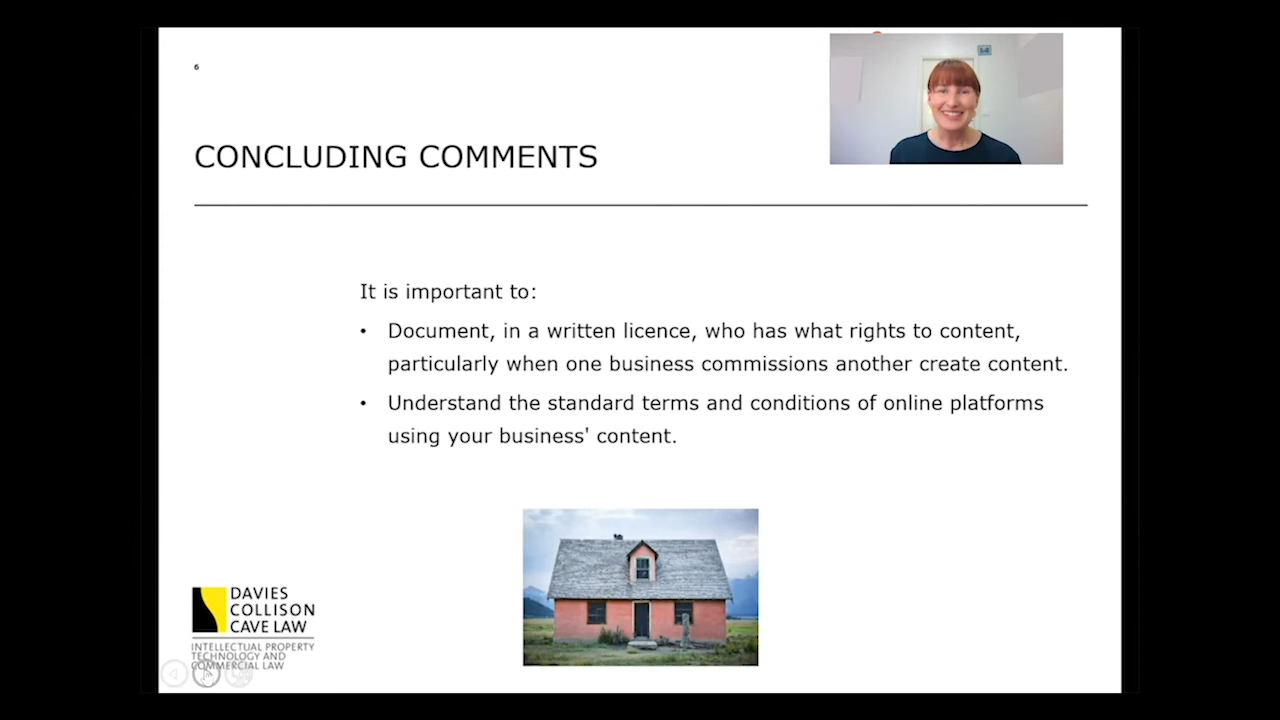 6
CONCLUDING COMMENTS
It is important to:
• Document, in a written licence, who has what rights to content,
particularly when one business commissions another create content.
• Understand the standard terms and conditions of online platforms
using your business' content.
DAVIES
COLLISON
CAVE LAW
INTELLECTUAL PROPERTY
TECHNOLOGY AND
COMMERCIAL LAW